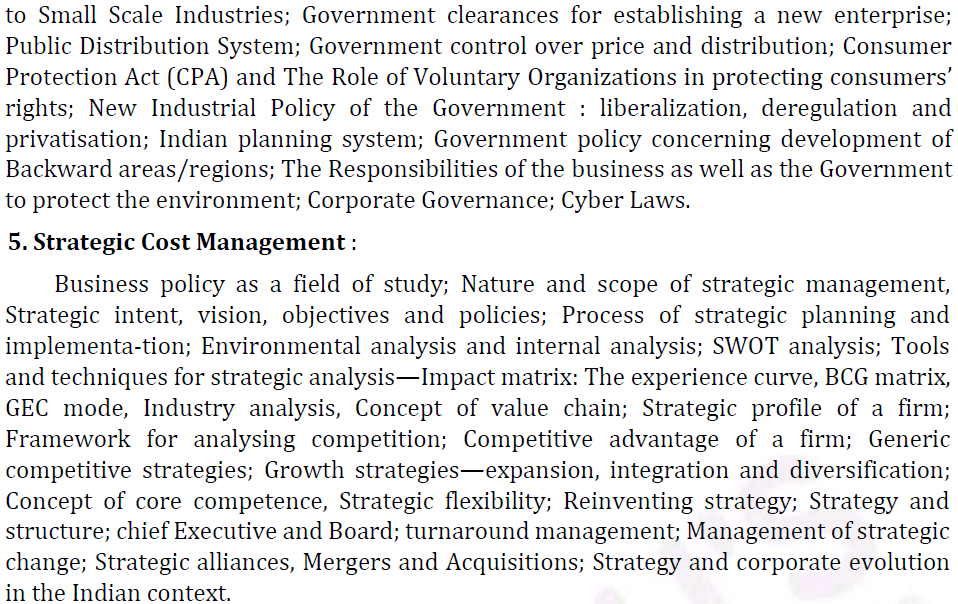 to Small Scale Industries; Government clearances for establishing a new enterprise;
Public Distribution System; Government control over price and distribution; Consumer
Protection Act (CPA) and The Role of Voluntary Organizations in protecting consumers’
rights; New Industrial Policy of the Government : liberalization, deregulation and
privatisation; Indian planning system; Government policy concerning development of
Backward areas/regions; The Responsibilities of the business as well as the Government
to protect the environment; Corporate Governance; Cyber Laws.
5. Strategic Cost Management :
Business policy as a field of study; Nature and scope of strategic management,
Strategic intent, vision, objectives and policies; Process of strategic planning and
implementa-tion; Environmental analysis and internal analysis; SWOT analysis; Tools
and techniques for strategic analysis—Impact matrix: The experience curve, BCG matrix,
GEC mode, Industry analysis, Concept of value chain; Strategic profile of a firm;
Framework for analysing competition; Competitive advantage of a firm; Generic
competitive strategies; Growth strategies—expansion, integration and diversification;
Concept of core competence, Strategic flexibility; Reinventing strategy; Strategy and
structure; chief Executive and Board; turnaround management; Management of strategic
change; Strategic alliances, Mergers and Acquisitions; Strategy and corporate evolution
in the Indian context.